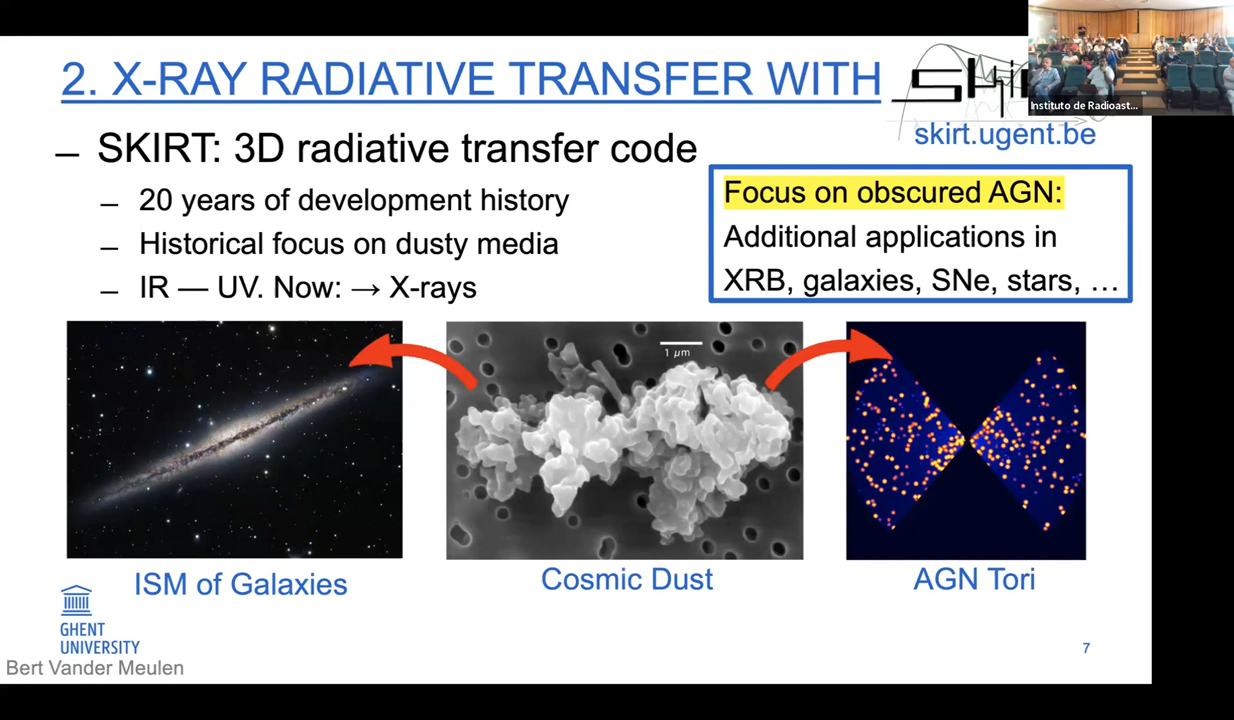 2. X-RAY RADIATIVE TRANSFER WITH
Instituto de Radioast...
skirt.ugent.be
– SKIRT: 3D radiative transfer code
– 20 years of development history
– Historical focus on dusty media
– IR — UV. Now: → X-rays
Focus on obscured AGN:
Additional applications in
XRB, galaxies, SNe, stars, …
1 µm
ISM of Galaxies
Cosmic Dust
AGN Tori
GHENT
UNIVERSITY
Bert Vander Meulen
7